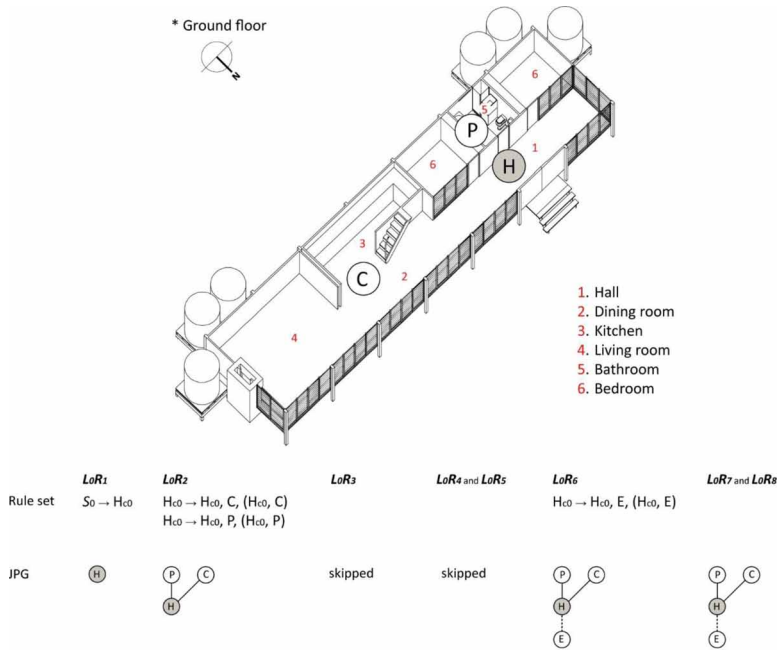 * Ground floor
N
6
5
P
1
H
6
3
C
2
4
1. Hall
2. Dining room
3. Kitchen
4. Living room
5. Bathroom
6. Bedroom
L0R1 L0R2 L0R3 L0R4 and L0R5 L0R6 L0R7 and L0R8
Rule set S0 → Hc0 Hc0 → Hc0, C, (Hc0, C) Hc0 → Hc0, E, (Hc0, E)
Hc0 → Hc0, P, (Hc0, P)
JPG H P C skipped skipped P C P C
H H H
E E